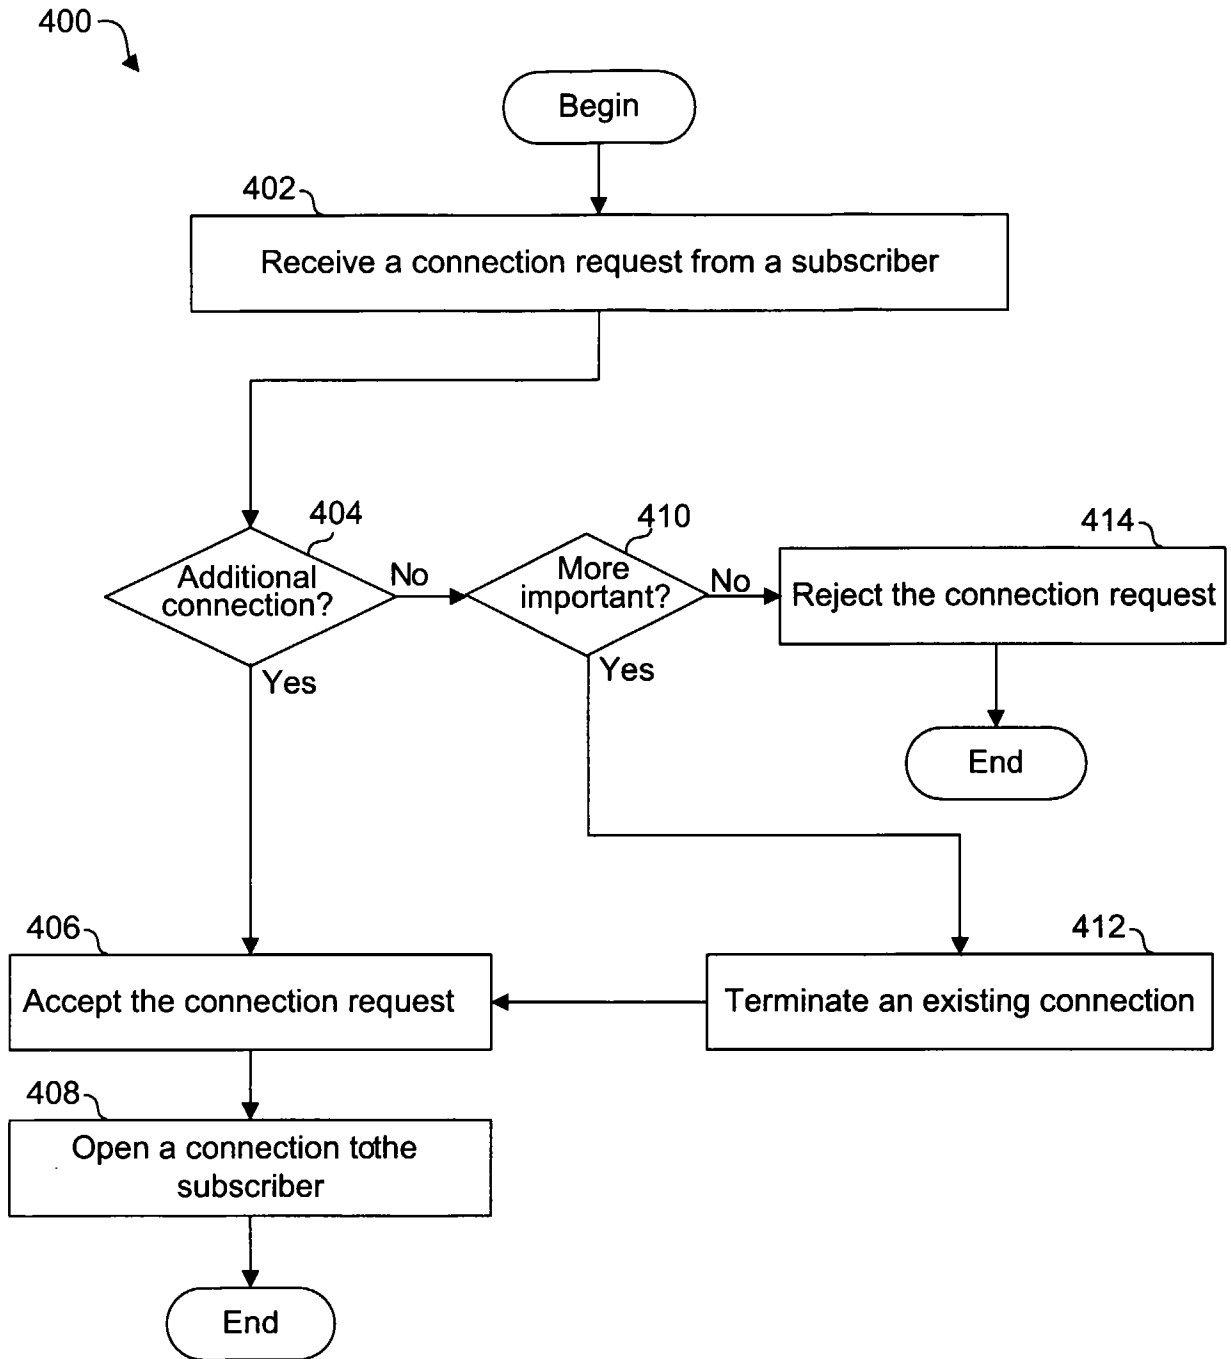 400
Begin
402
Receive a connection request from a subscriber
404
Additional
connection?
No
Yes
410
More
important?
No
Yes
414
Reject the connection request
End
406
Accept the connection request
412
Terminate an existing connection
408
Open a connection tothe
subscriber
End